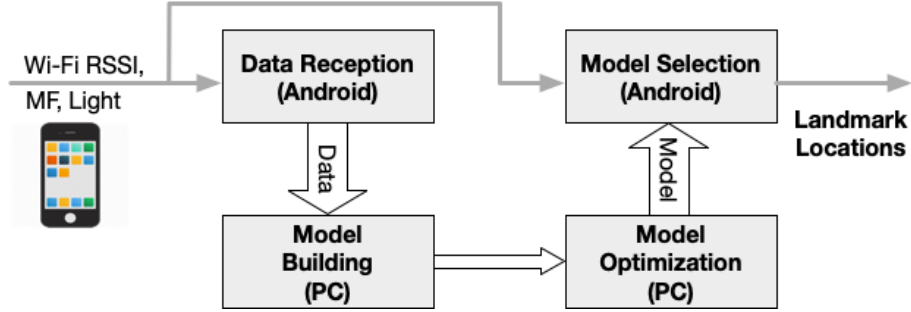 Wi-Fi RSSI,
MF, Light
Data Reception
(Android)
Model Selection
(Android)
Landmark
Locations
Data
Model
Model
Building
(PC)
Model
Optimization
(PC)